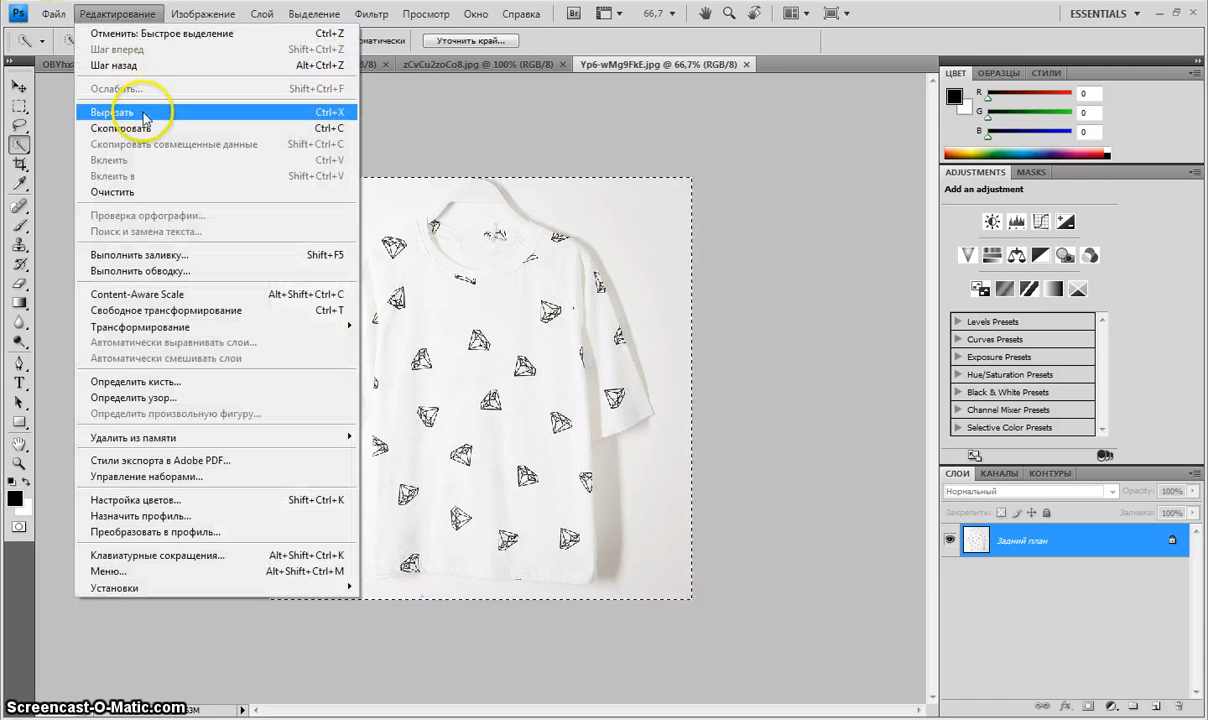 Ps Файл Редактирование Изображение Слой Выделение Фильтр Просмотр Окно Справка Br 66,7 ESSENTIALS
Отменить: Быстрое выделение Ctrl+Z
Шаг вперед Shift+Ctrl+Z
Шаг назад Alt+Ctrl+Z
Ослабить... Shift+Ctrl+F
Вырезать Ctrl+X
Скопировать Ctrl+C
Скопировать совмещенные данные Shift+Ctrl+C
Вклеить Ctrl+V
Вклеить в Shift+Ctrl+V
Очистить
Проверка орфографии...
Поиск и замена текста...
Выполнить заливку... Shift+F5
Выполнить обводку...
Content-Aware Scale Alt+Shift+Ctrl+C
Свободное трансформирование Ctrl+T
Трансформирование
Автоматически выравнивать слои...
Автоматически смешивать слои
Определить кисть...
Определить узор...
Определить произвольную фигуру...
Удалить из памяти
Стили экспорта в Adobe PDF...
Управление наборами...
Настройка цветов... Shift+Ctrl+K
Назначить профиль...
Преобразовать в профиль...
Клавиатурные сокращения... Alt+Shift+Ctrl+K
Меню... Alt+Shift+Ctrl+M
Установки
Уточнить край...
zCvCu2zoCo8.jpg @ 100% (RGB/8) Yp6-wMg9FkE.jpg @ 66,7% (RGB/8)
ЦВЕТ ОБРАЗЦЫ СТИЛИ
R 0
G 0
B 0
ADJUSTMENTS MASKS
Add an adjustment
Levels Presets
Curves Presets
Exposure Presets
Hue/Saturation Presets
Black & White Presets
Channel Mixer Presets
Selective Color Presets
СЛОИ КАНАЛЫ КОНТУРЫ
Нормальный Opacity: 100%
Закрепить: Заливка: 100%
Задний план
Screencast-O-Matic.com